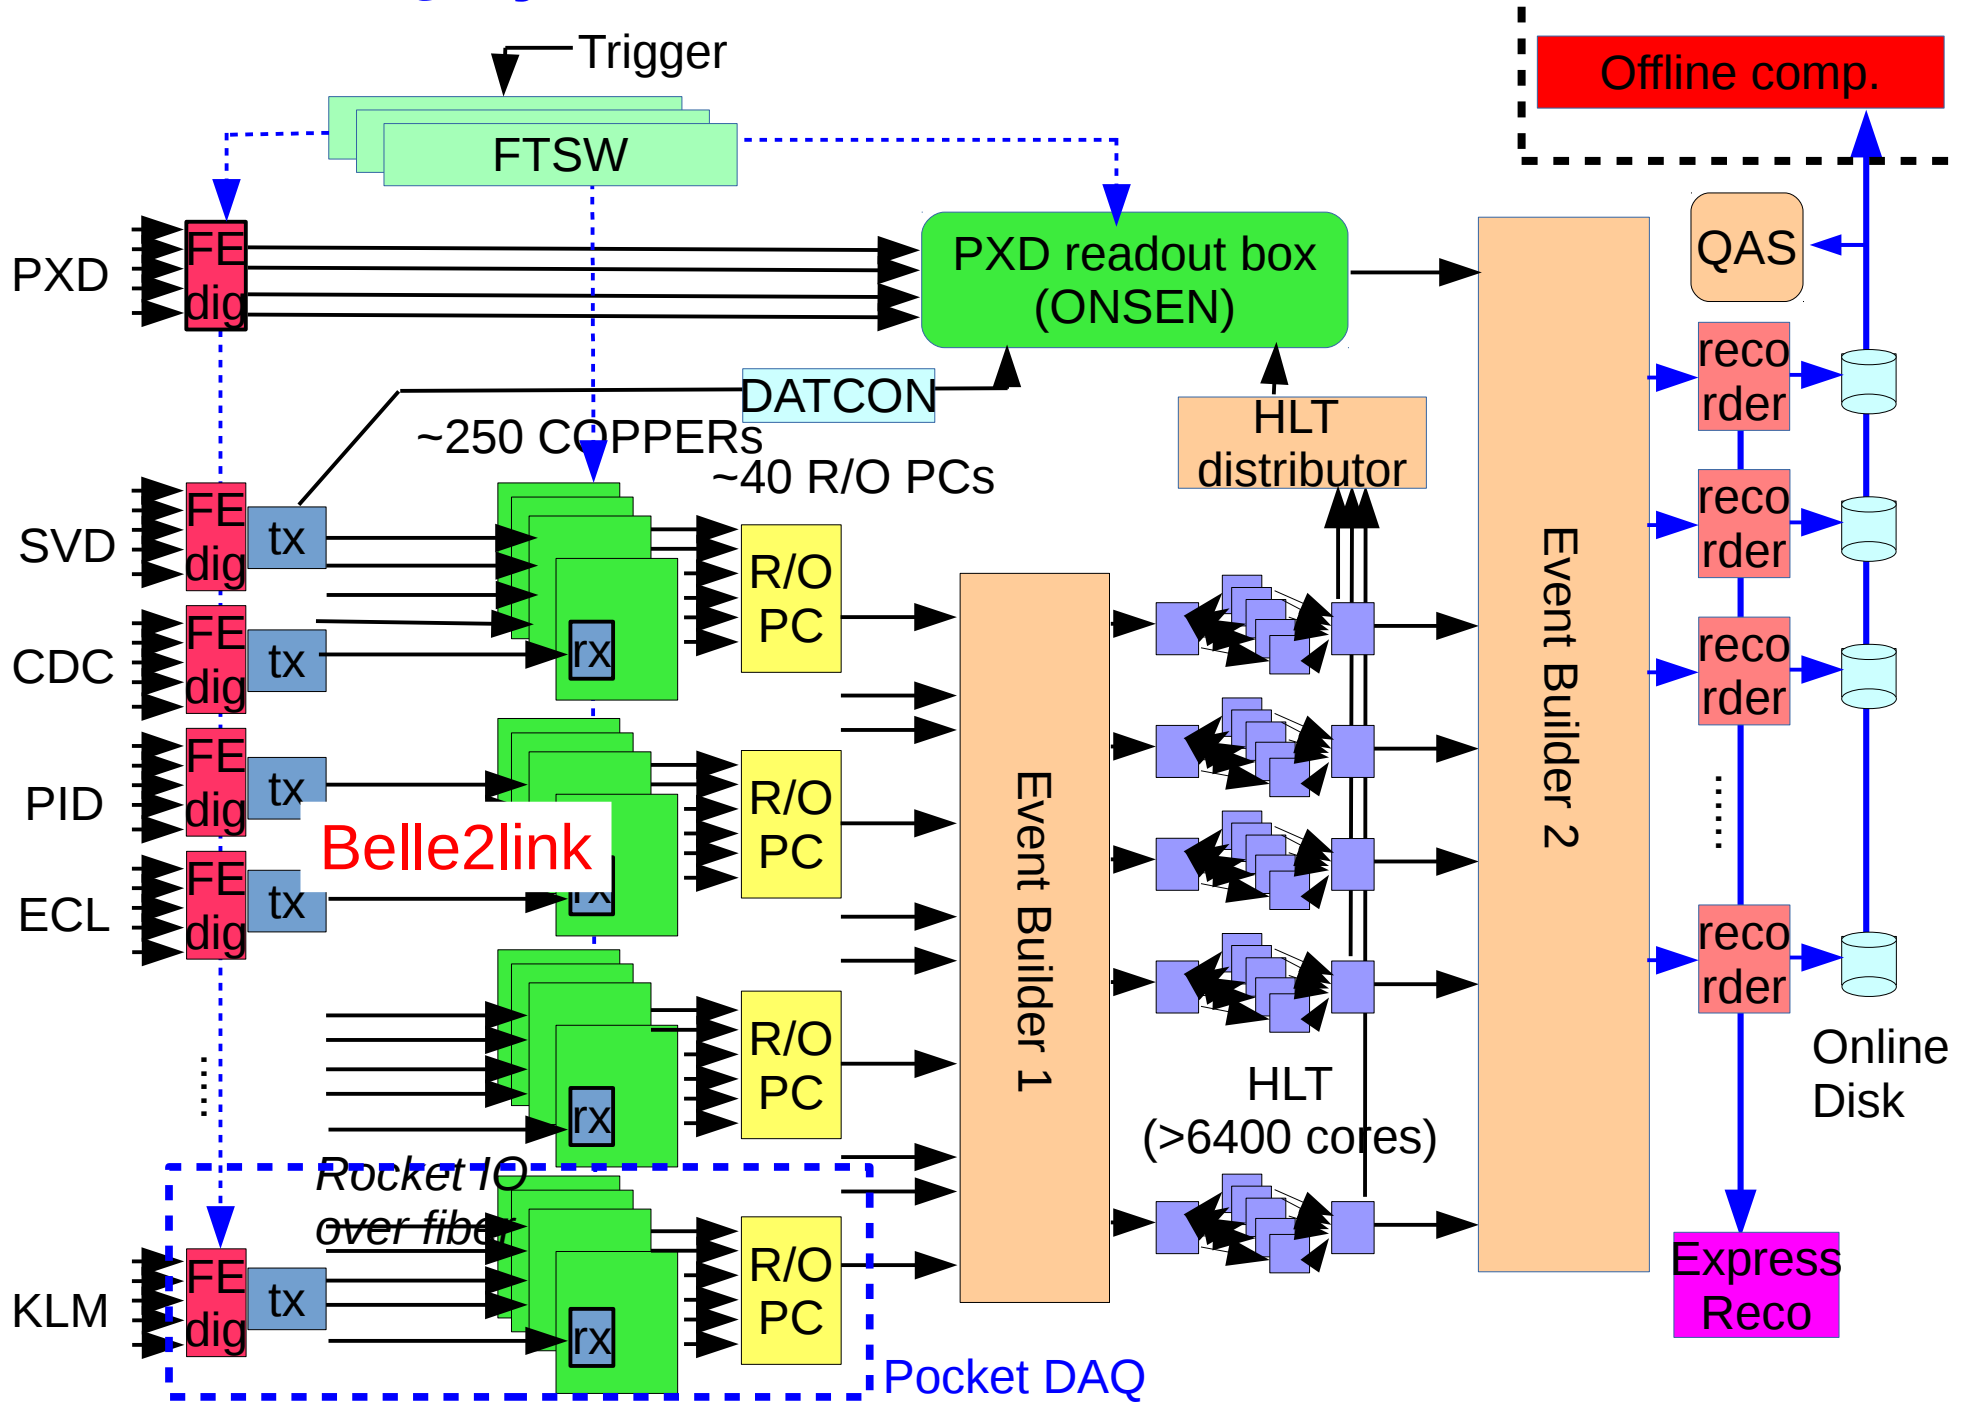 Trigger
Offline comp.
FTSW
QAS
PXD
FE
dig
PXD readout box
(ONSEN)
DATCON
HLT
distributor
~250 COPPERs
~40 R/O PCs
reco
rder
reco
rder
reco
rder
reco
rder
SVD
FE
dig
tx
rx
R/O
PC
CDC
FE
dig
tx
PID
FE
dig
tx
Belle2link
rx
R/O
PC
ECL
FE
dig
tx
rx
R/O
PC
Event Builder 1
Event Builder 2
HLT
(>6400 cores)
Online
Disk
Rocket IO
over fiber
KLM
FE
dig
tx
rx
R/O
PC
Express
Reco
Pocket DAQ